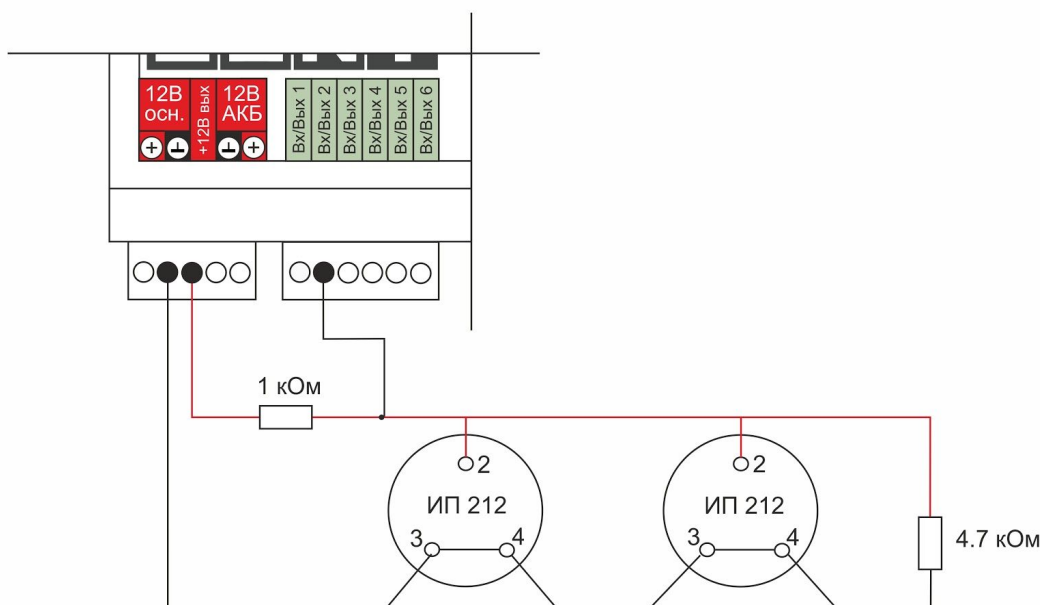 12В осн.
+12В вых
12В АКБ
Вх/Вых 1
Вх/Вых 2
Вх/Вых 3
Вх/Вых 4
Вх/Вых 5
Вх/Вых 6
1 кОм
2
ИП 212
3
4
2
ИП 212
3
4
4.7 кОм